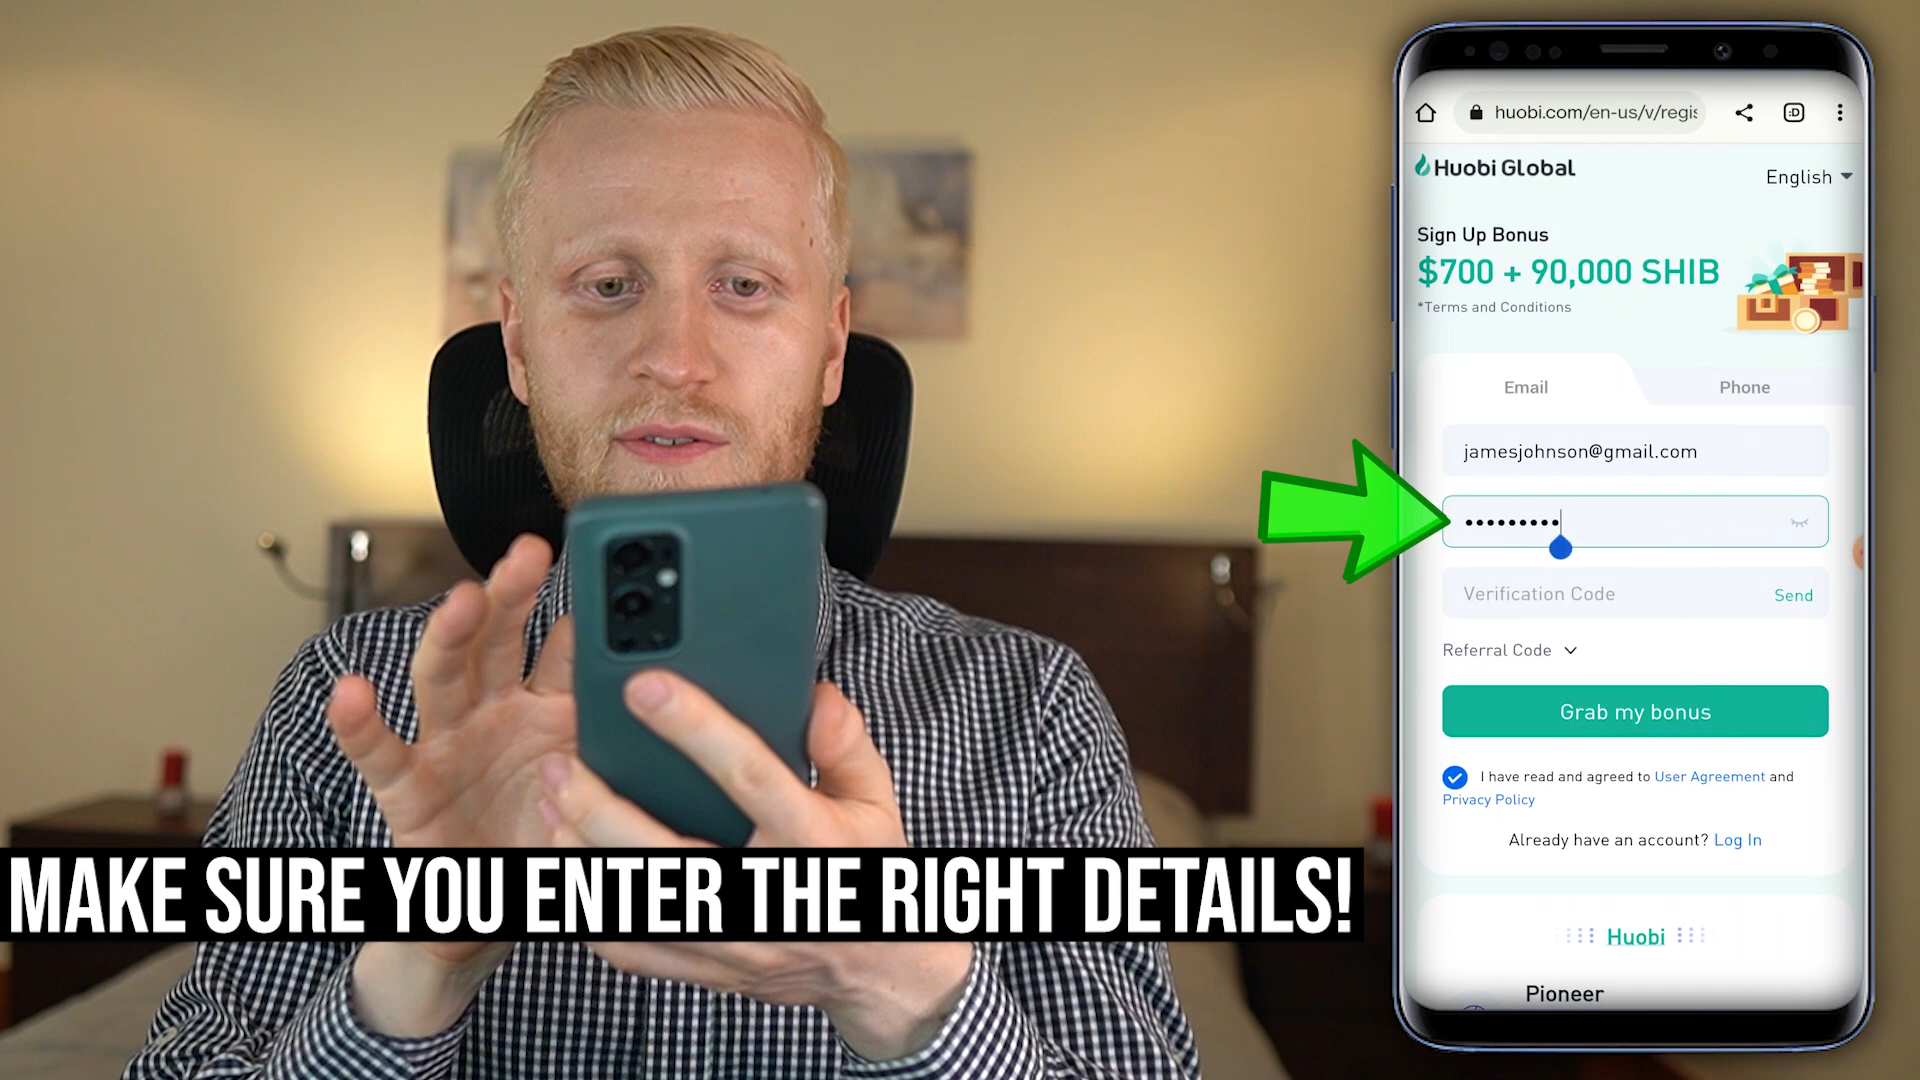 huobi.com/en-us/v/regis
Huobi Global
English
Sign Up Bonus
$700 + 90,000 SHIB
*Terms and Conditions
Email
Phone
jamesjohnson@gmail.com
•••••••••
Verification Code
Send
Referral Code
Grab my bonus
I have read and agreed to User Agreement and
Privacy Policy
Already have an account? Log In
Huobi
Pioneer
MAKE SURE YOU ENTER THE RIGHT DETAILS!